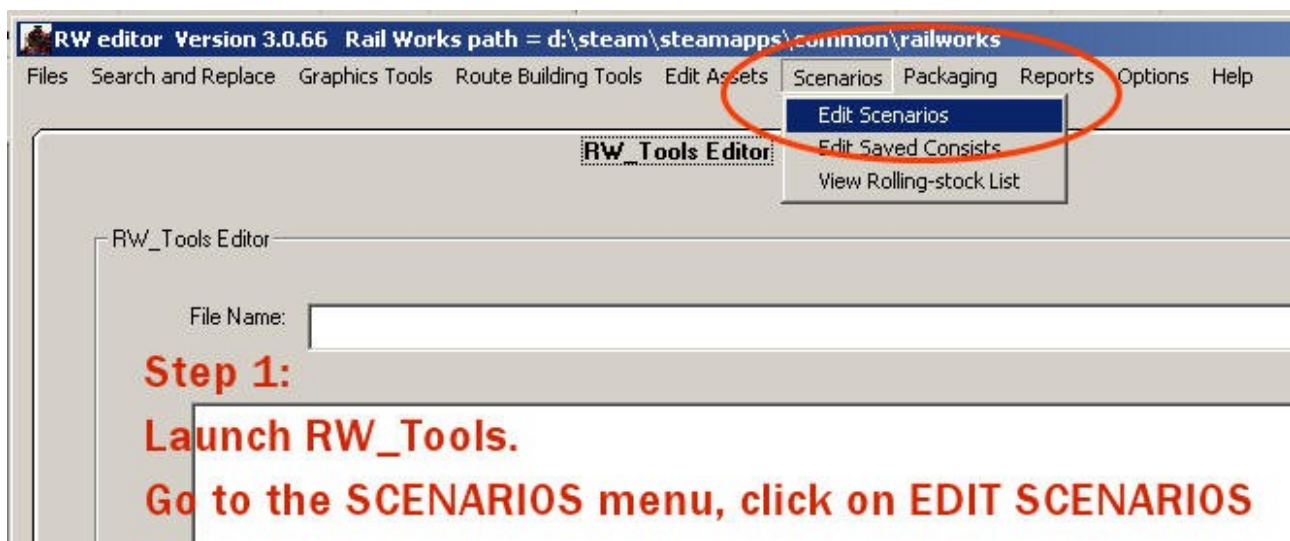 RW editor Version 3.0.66 Rail Works path = d:\steam\steamapps\common\railworks
Files Search and Replace Graphics Tools Route Building Tools Edit Assets Scenarios Packaging Reports Options Help
Edit Scenarios
RW_Tools Editor
Edit Saved Consists
View Rolling-stock List
RW_Tools Editor
File Name:
Step 1:
Launch RW_Tools.
Go to the SCENARIOS menu, click on EDIT SCENARIOS